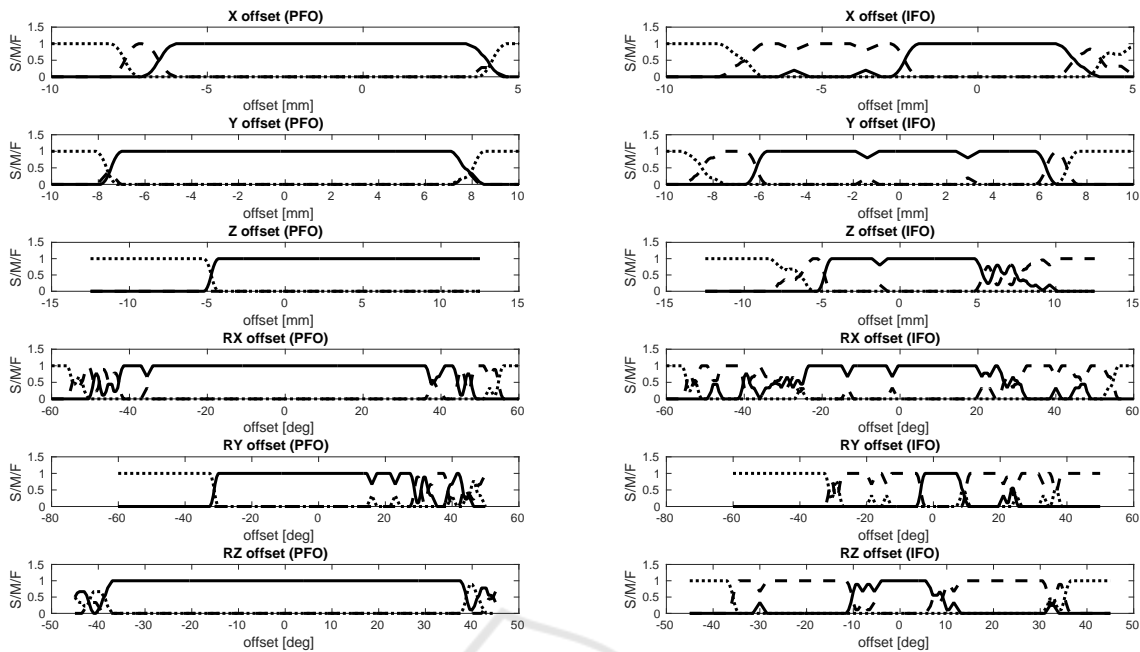 X offset (PFO)
S/M/F
1.5
1
0.5
0
-10 -5 0 5
offset [mm]
X offset (IFO)
1.5
1
0.5
0
-10 -5 0 5
S/M/F
offset [mm]
Y offset (PFO)
S/M/F
1.5
1
0.5
0
-10 -8 -6 -4 -2 0 2 4 6 8 10
offset [mm]
Y offset (IFO)
S/M/F
1.5
1
0.5
0
-10 -8 -6 -4 -2 0 2 4 6 8 10
offset [mm]
Z offset (PFO)
S/M/F
1.5
1
0.5
0
-15 -10 -5 0 5 10 15
offset [mm]
Z offset (IFO)
S/M/F
1.5
1
0.5
0
-15 -10 -5 0 5 10 15
offset [mm]
RX offset (PFO)
S/M/F
1.5
1
0.5
0
-60 -40 -20 0 20 40 60
offset [deg]
RX offset (IFO)
S/M/F
1.5
1
0.5
0
-60 -40 -20 0 20 40 60
offset [deg]
RY offset (PFO)
S/M/F
1.5
1
0.5
0
-80 -60 -40 -20 0 20 40 60
offset [deg]
RY offset (IFO)
S/M/F
1.5
1
0.5
0
-80 -60 -40 -20 0 20 40 60
offset [deg]
RZ offset (PFO)
S/M/F
1.5
1
0.5
0
-50 -40 -30 -20 -10 0 10 20 30 40 50
offset [deg]
RZ offset (IFO)
S/M/F
1.5
1
0.5
0
-50 -40 -30 -20 -10 0 10 20 30 40 50
offset [deg]